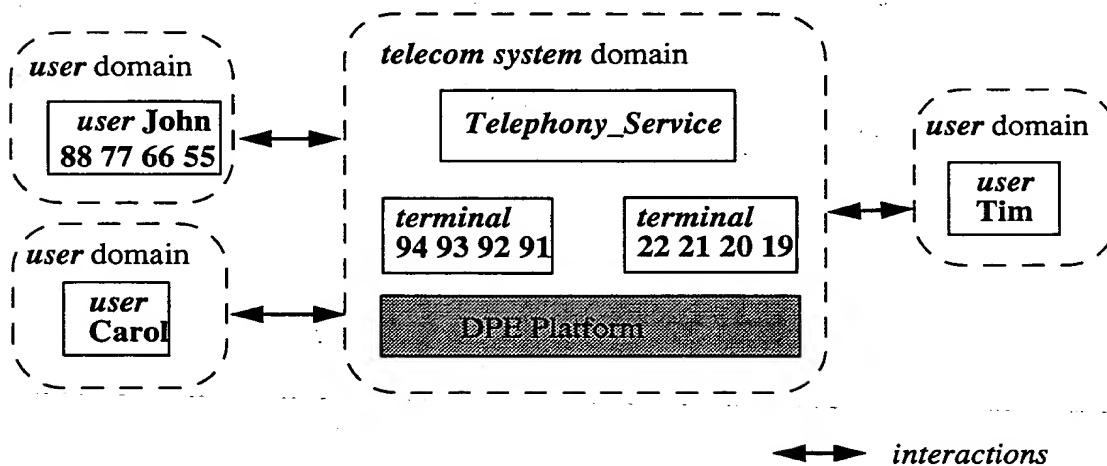 user domain
user John
88 77 66 55
user domain
user
Carol
telecom system domain
Telephony_Service
terminal
94 93 92 91
terminal
22 21 20 19
DPE Platform
user domain
user
Tim
interactions